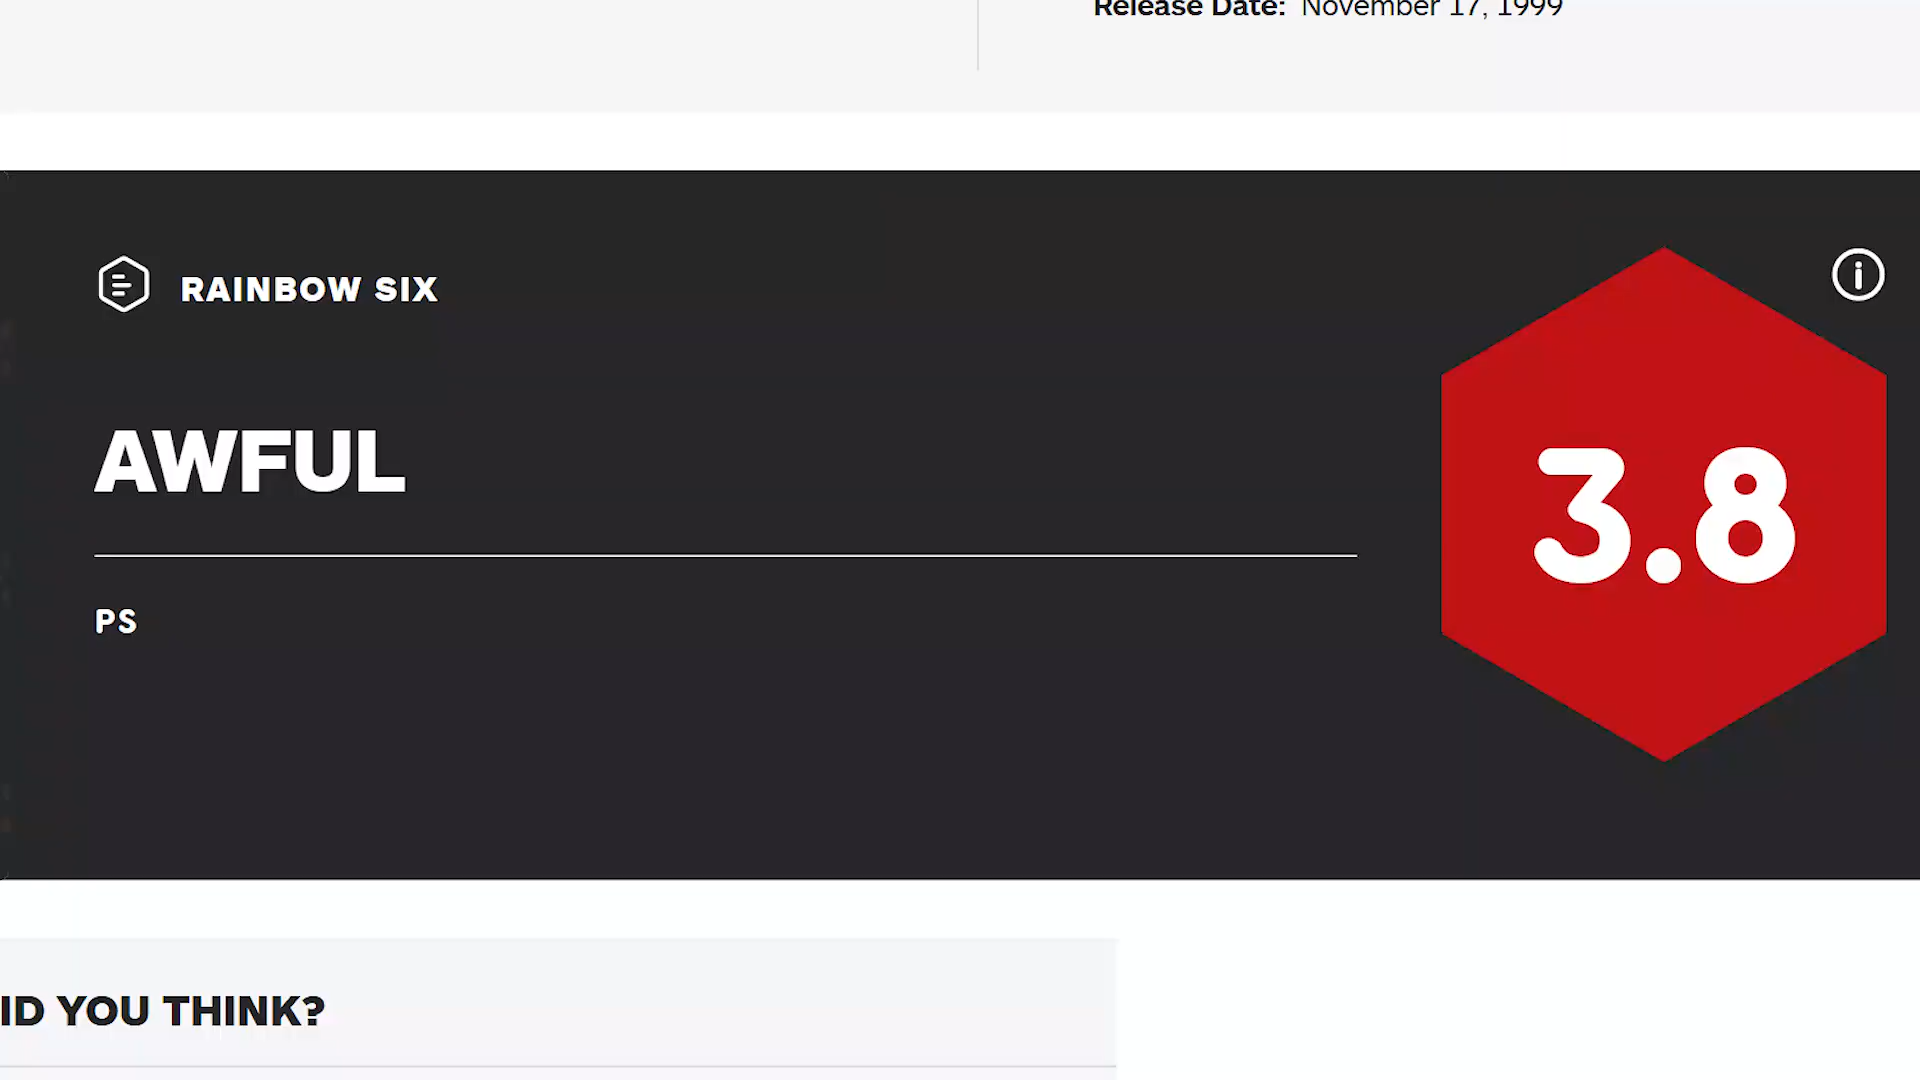 Release Date: November 17, 1999
RAINBOW SIX
AWFUL
3.8
PS
ID YOU THINK?